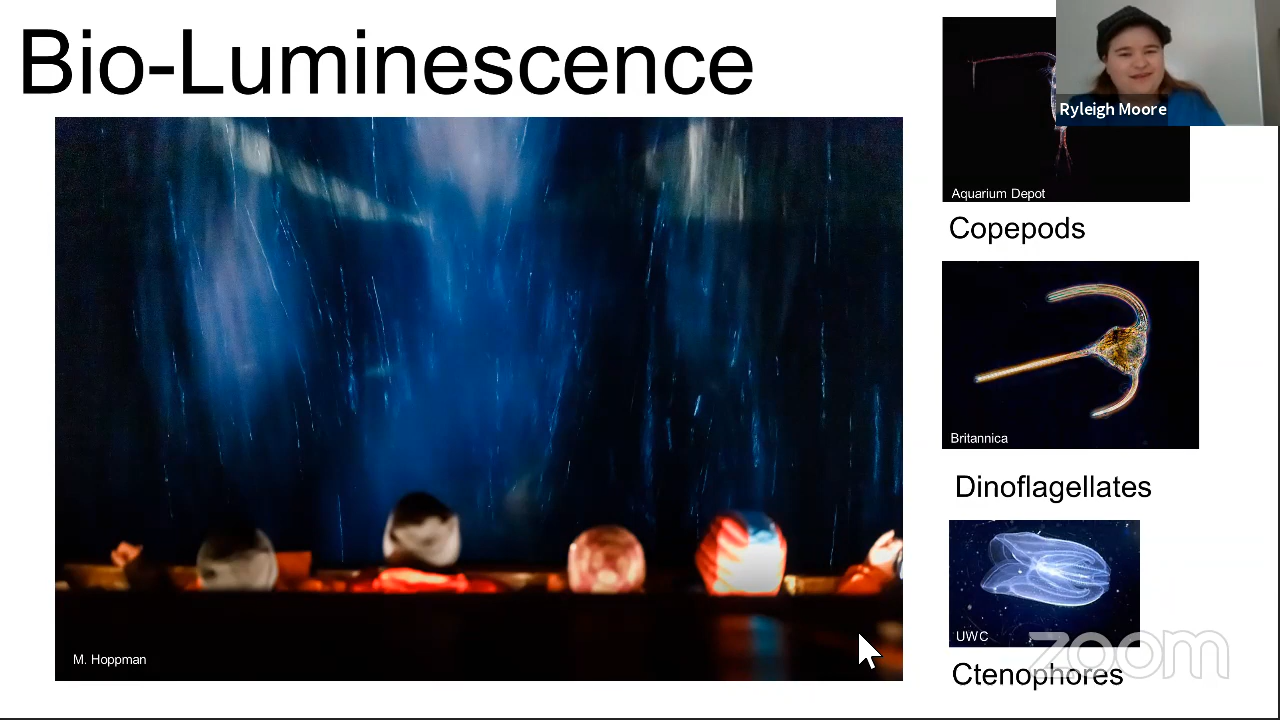 Bio-Luminescence
Ryleigh Moore
Aquarium Depot
Copepods
Britannica
Dinoflagellates
UWC
Ctenophores
M. Hoppman
zoom